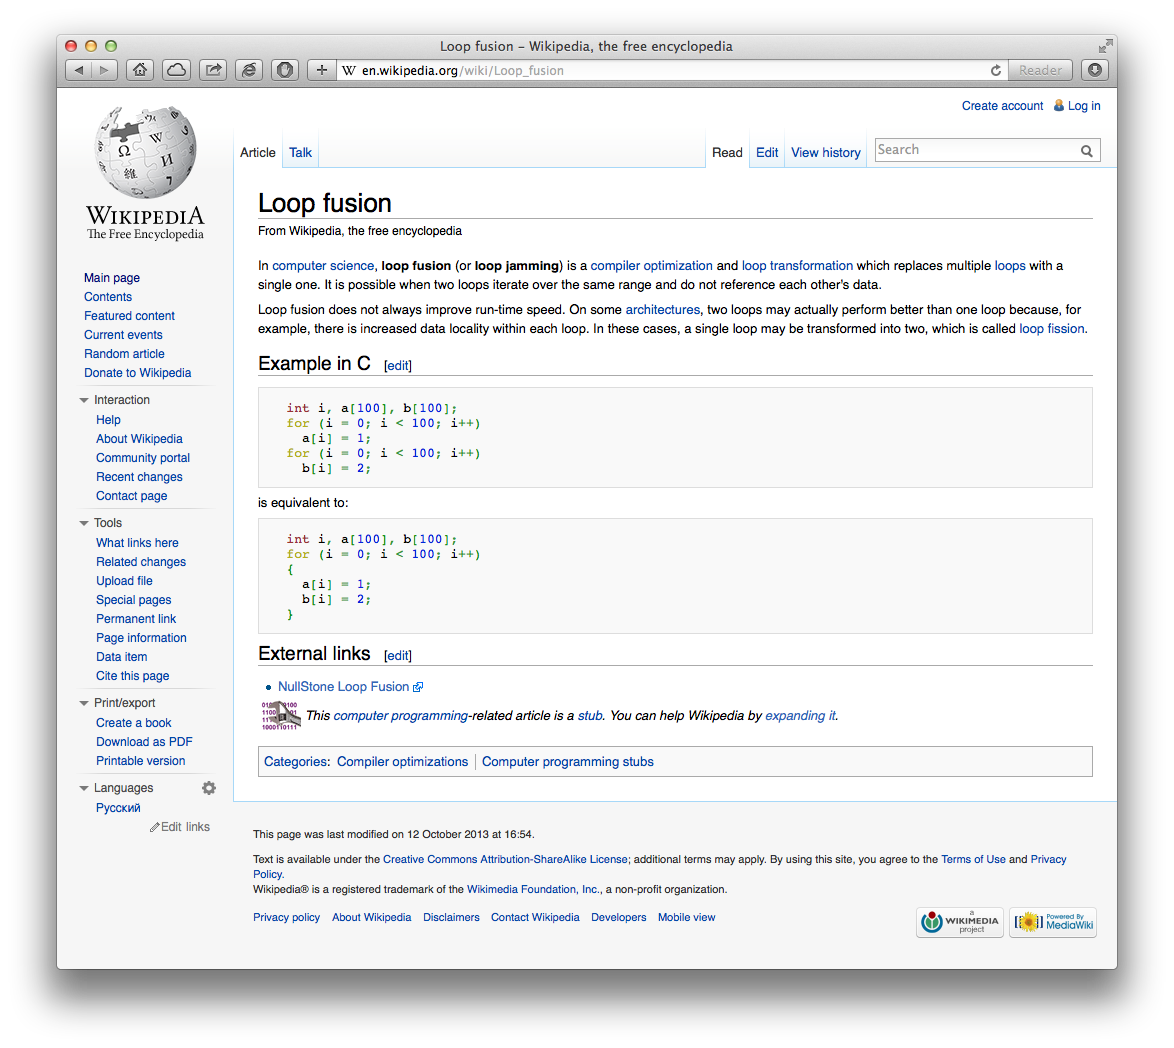 Loop fusion – Wikipedia, the free encyclopedia
W en.wikipedia.org/wiki/Loop_fusion
Reader
Create account Log in
Article Talk Read Edit View history Search
WIKIPEDIA
The Free Encyclopedia
Main page
Contents
Featured content
Current events
Random article
Donate to Wikipedia
Interaction
Help
About Wikipedia
Community portal
Recent changes
Contact page
Tools
What links here
Related changes
Upload file
Special pages
Permanent link
Page information
Data item
Cite this page
Print/export
Create a book
Download as PDF
Printable version
Languages
Русский
Edit links
Loop fusion
From Wikipedia, the free encyclopedia
In computer science, loop fusion (or loop jamming) is a compiler optimization and loop transformation which replaces multiple loops with a
single one. It is possible when two loops iterate over the same range and do not reference each other's data.
Loop fusion does not always improve run-time speed. On some architectures, two loops may actually perform better than one loop because, for
example, there is increased data locality within each loop. In these cases, a single loop may be transformed into two, which is called loop fission.
Example in C [edit]
int i, a[100], b[100];
for (i = 0; i < 100; i++)
  a[i] = 1;
for (i = 0; i < 100; i++)
  b[i] = 2;
is equivalent to:
int i, a[100], b[100];
for (i = 0; i < 100; i++)
{
  a[i] = 1;
  b[i] = 2;
}
External links [edit]
• NullStone Loop Fusion
This computer programming-related article is a stub. You can help Wikipedia by expanding it.
Categories: Compiler optimizations | Computer programming stubs
This page was last modified on 12 October 2013 at 16:54.
Text is available under the Creative Commons Attribution-ShareAlike License; additional terms may apply. By using this site, you agree to the Terms of Use and Privacy
Policy.
Wikipedia® is a registered trademark of the Wikimedia Foundation, Inc., a non-profit organization.
Privacy policy About Wikipedia Disclaimers Contact Wikipedia Developers Mobile view
a
WIKIMEDIA
project
Powered By
MediaWiki